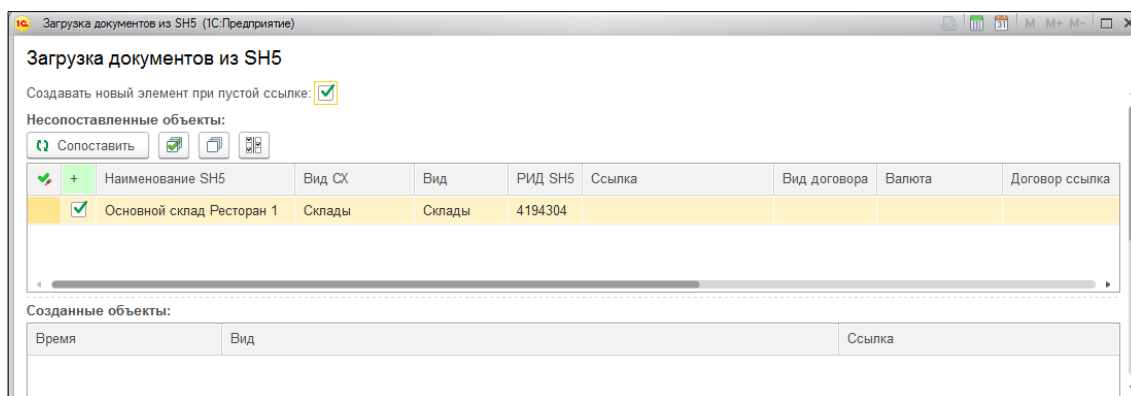 1С Загрузка документов из SH5 (1С:Предприятие) 31 M M+ M-
Загрузка документов из SH5
Создавать новый элемент при пустой ссылке:
Несопоставленные объекты:
Сопоставить
+ Наименование SH5 Вид СХ Вид РИД SH5 Ссылка Вид договора Валюта Договор ссылка
Основной склад Ресторан 1 Склады Склады 4194304
Созданные объекты:
Время Вид Ссылка